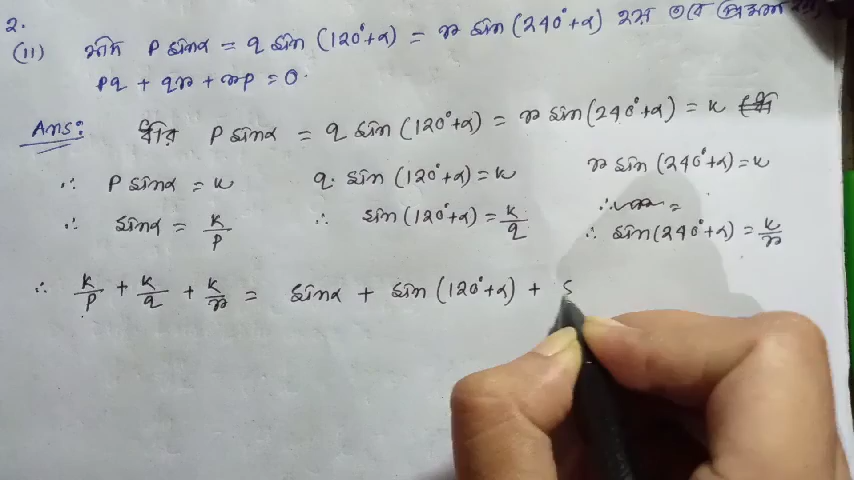 2.
(11) যদি P sinα = q sin (120°+α) = r sin (240°+α) হয় তবে প্রমাণ
pq + qr + rp = 0.
Ans: ধরি P sinα = q sin (120°+α) = r sin (240°+α) = k
∴ P sinα = k q. sin (120°+α) = k r sin (240°+α) = k
∴ sinα = k/p ∴ sin (120°+α) = k/q ∴ sin (240°+α) = k/r
∴ k/p + k/q + k/r = sinα + sin (120°+α) + s